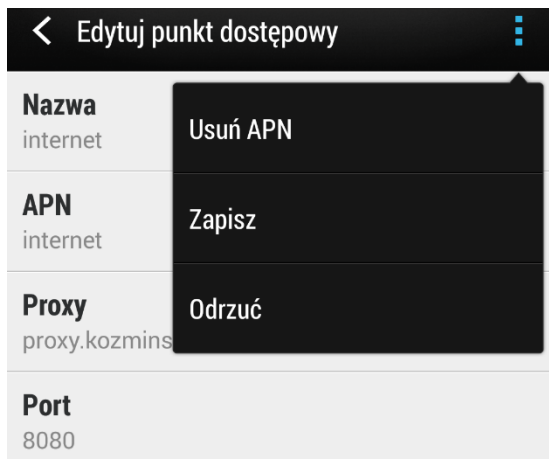 Edytuj punkt dostępowy
Nazwa
internet
Usuń APN
APN
internet
Zapisz
Proxy
proxy.kozmins
Odrzuć
Port
8080